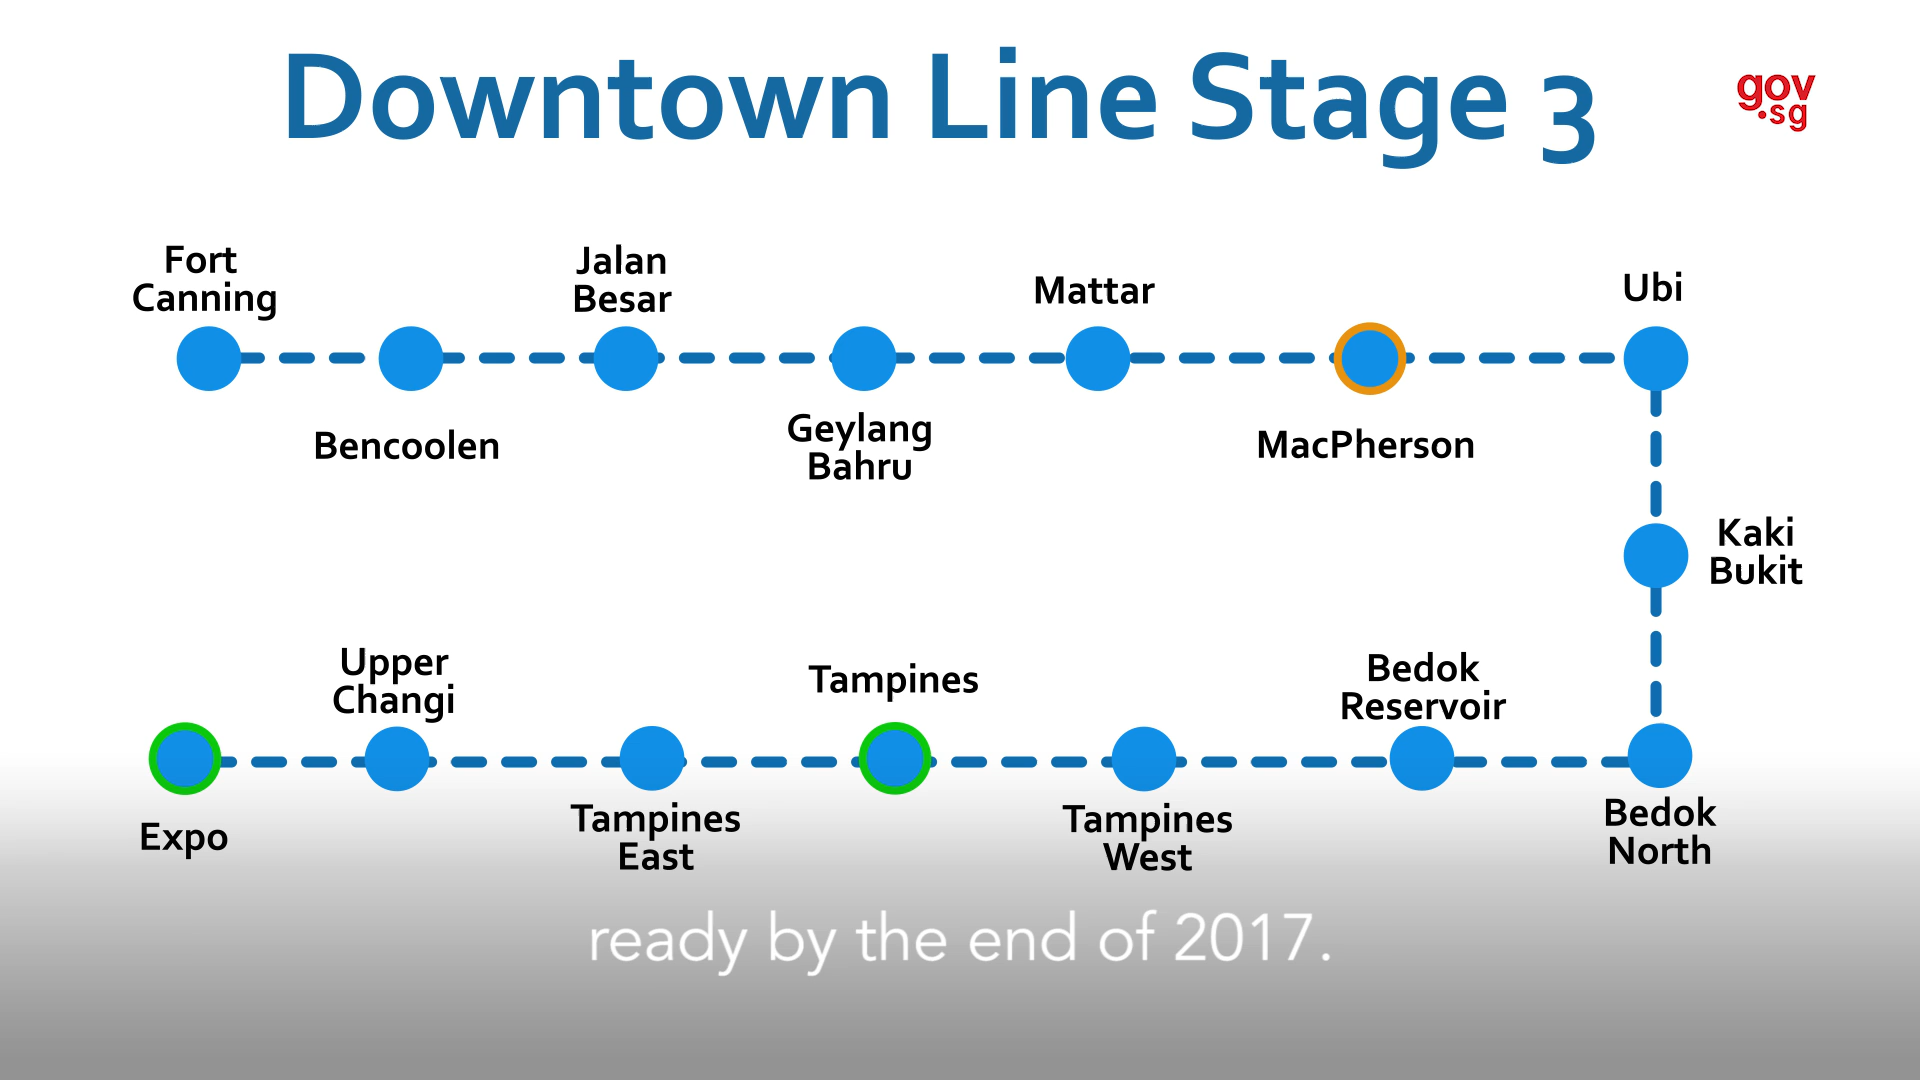 Downtown Line Stage 3
gov
.sg
Fort
Canning
Jalan
Besar
Mattar
Ubi
Bencoolen
Geylang
Bahru
MacPherson
Kaki
Bukit
Upper
Changi
Tampines
Bedok
Reservoir
Expo
Tampines
East
Tampines
West
Bedok
North
ready by the end of 2017.